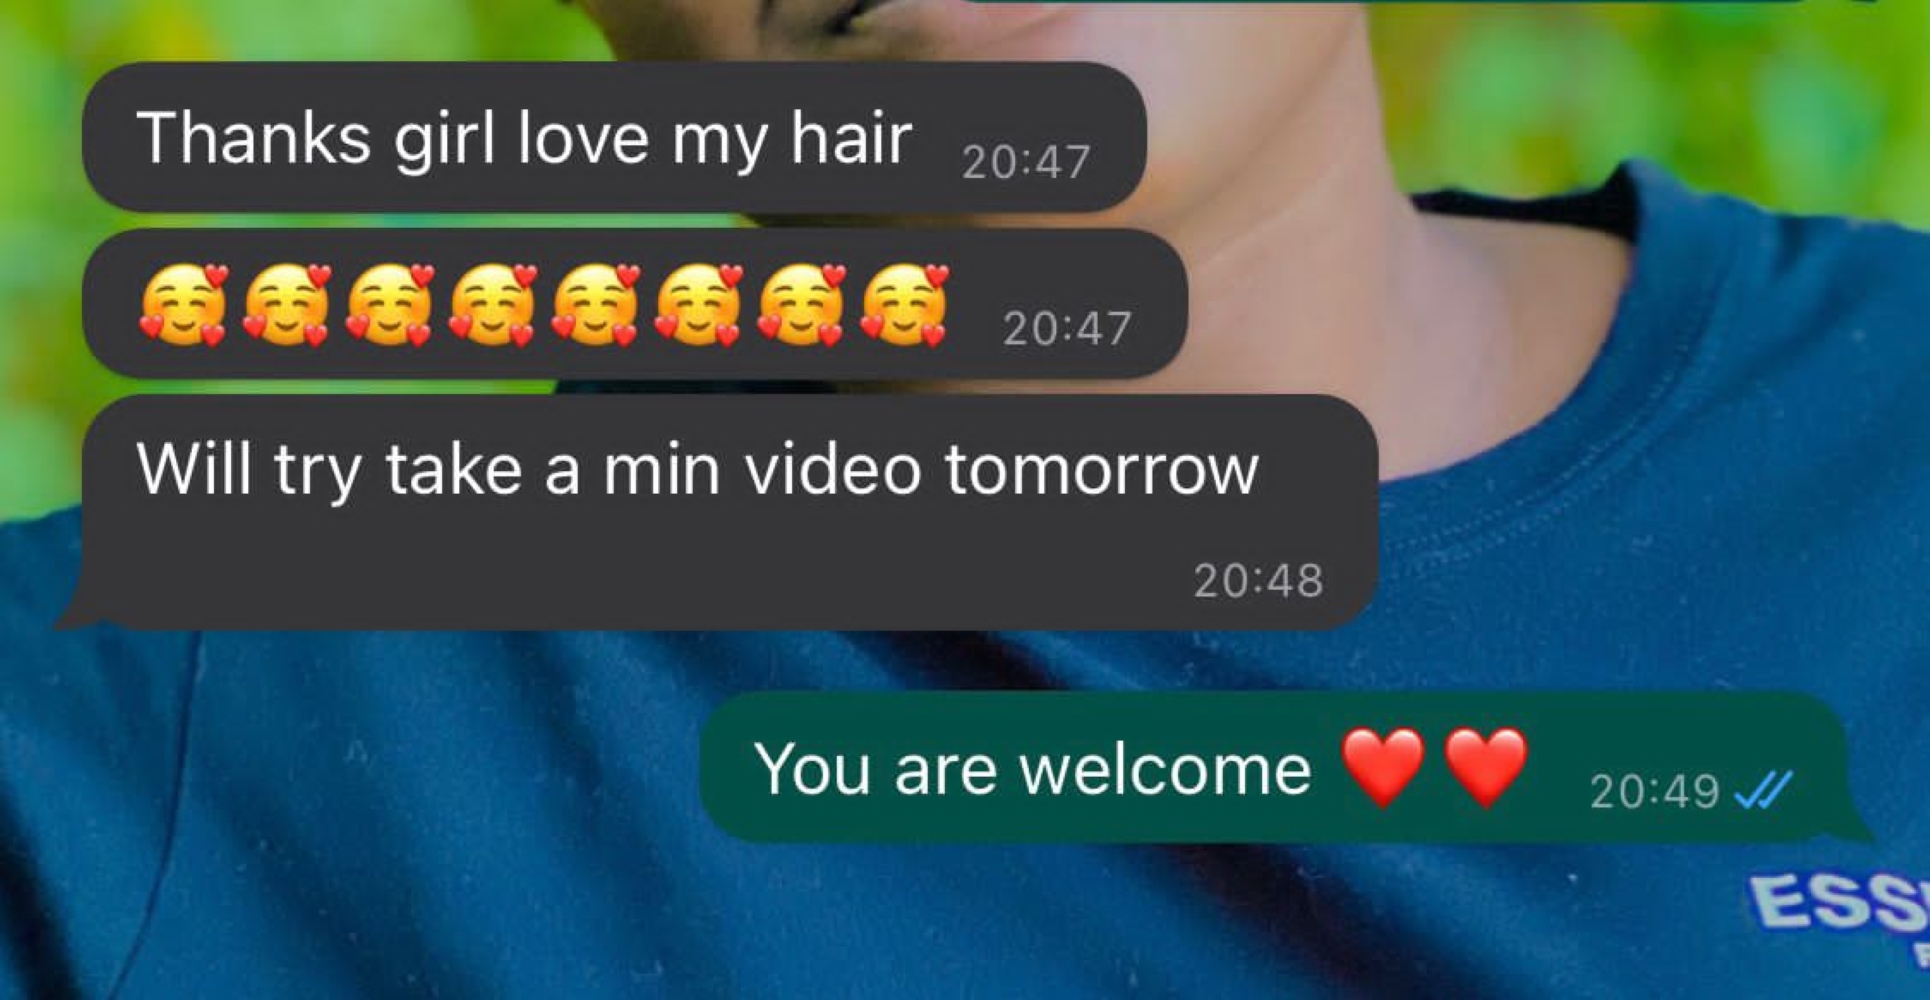 Thanks girl love my hair 20:47
🥰🥰🥰🥰🥰🥰🥰🥰 20:47
Will try take a min video tomorrow
20:48
You are welcome ❤️❤️ 20:49